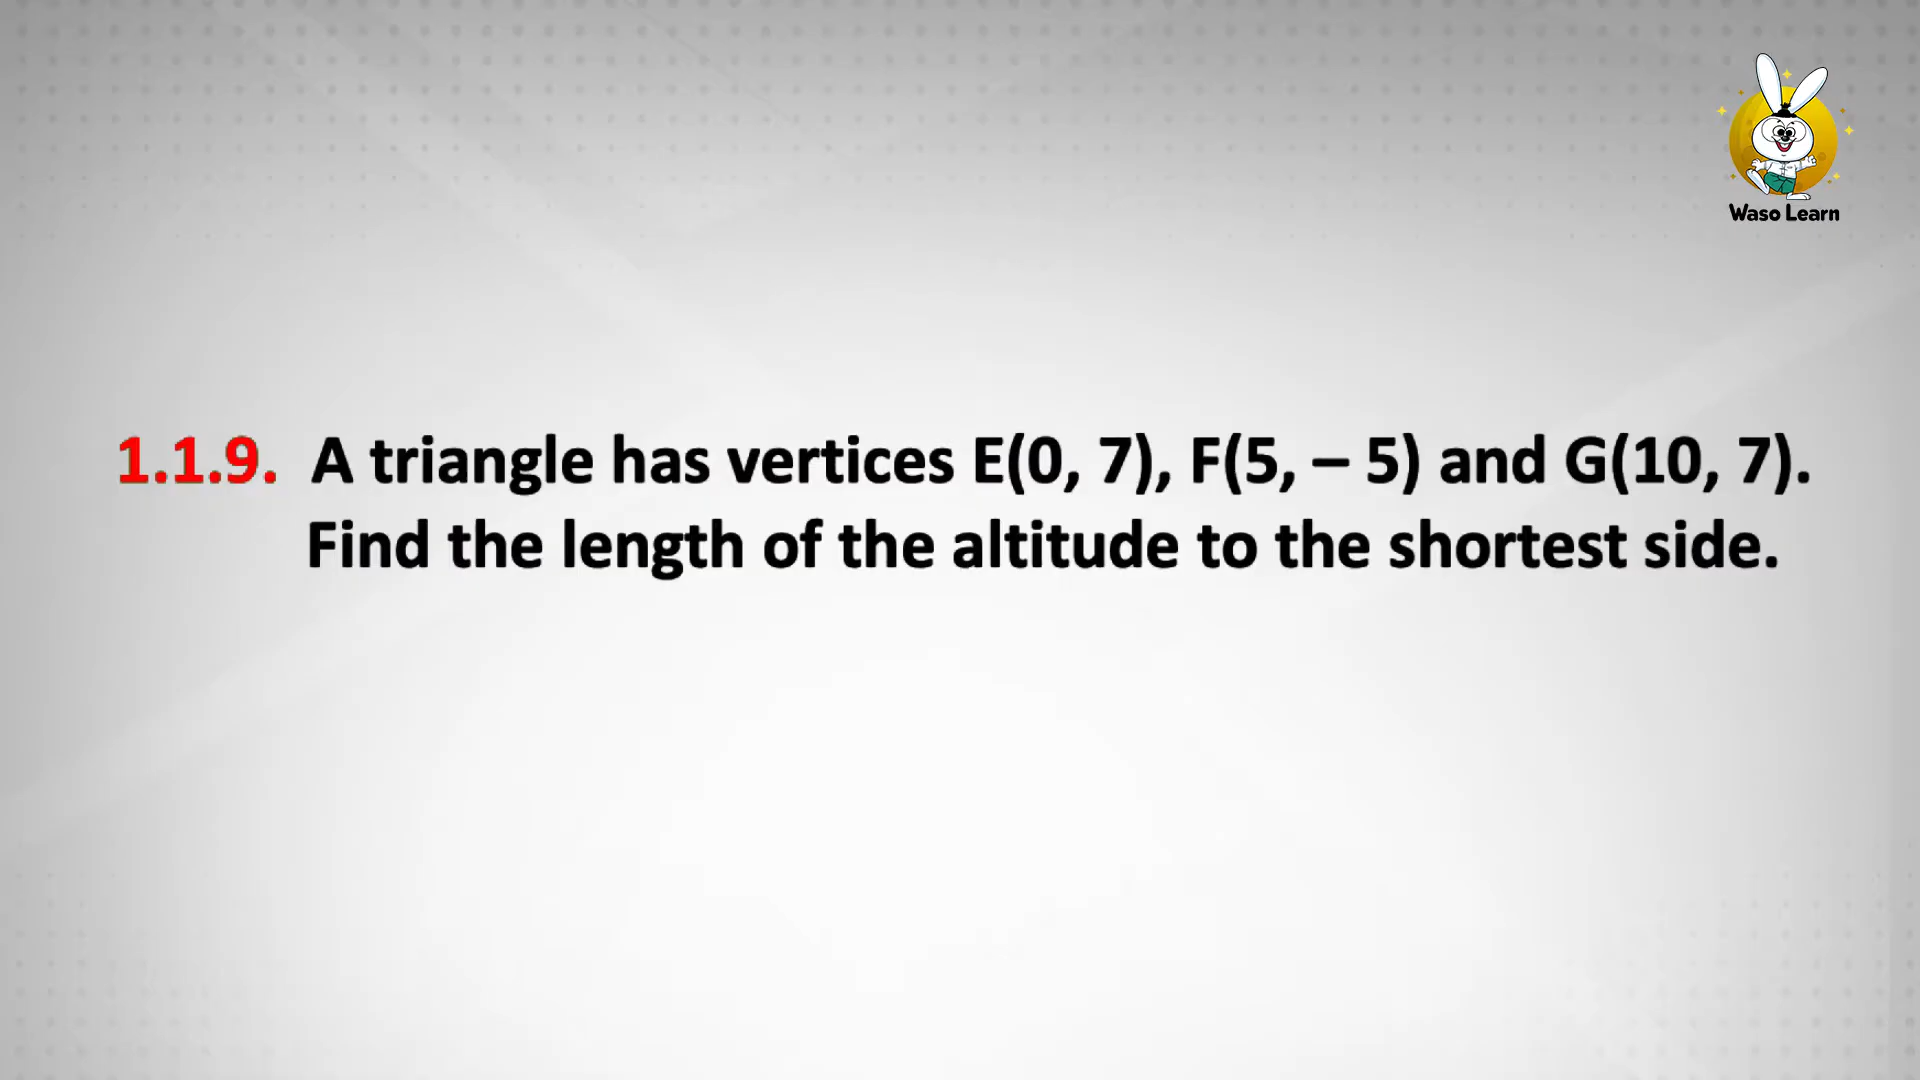 Waso Learn
1.1.9. A triangle has vertices E(0, 7), F(5, – 5) and G(10, 7).
Find the length of the altitude to the shortest side.